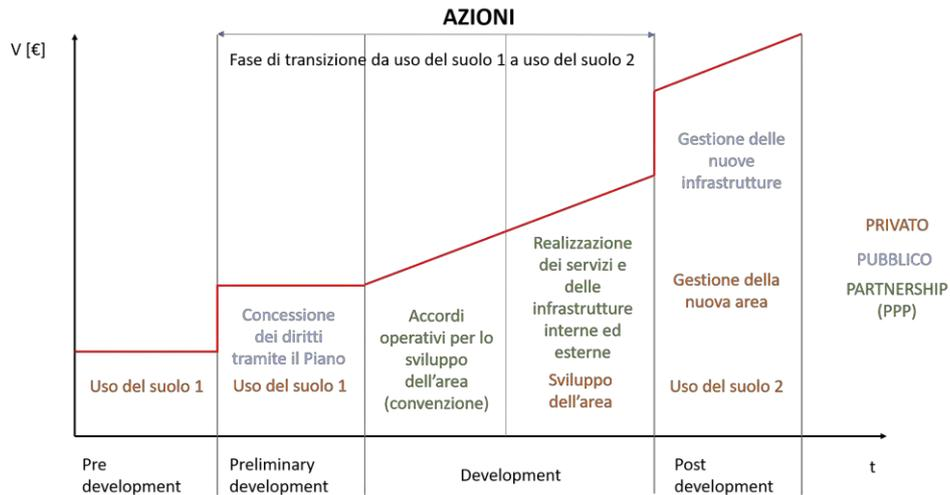 AZIONI
V [€]
Fase di transizione da uso del suolo 1 a uso del suolo 2
Uso del suolo 1
Concessione
dei diritti
tramite il Piano
Uso del suolo 1
Accordi
operativi per lo
sviluppo
dell’area
(convenzione)
Realizzazione
dei servizi e
delle
infrastrutture
interne ed
esterne
Sviluppo
dell’area
Gestione delle
nuove
infrastrutture
Gestione della
nuova area
Uso del suolo 2
PRIVATO
PUBBLICO
PARTNERSHIP
(PPP)
Pre
development
Preliminary
development
Development
Post
development
t